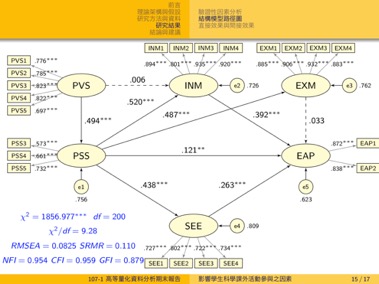 前言
理論架構與假設
研究方法與資料
研究結果
結論與建議
驗證性因素分析
結構模型路徑圖
直接效果與間接效果
INM1 INM2 INM3 INM4
EXM1 EXM2 EXM3 EXM4
.894*** .801*** .935*** .920***
.885*** .906*** .932*** .883***
PVS1 .776***
PVS2 .785***
PVS3 .823***
PVS4 .822***
PVS5 .697***
PVS
.006
INM
e2 .726
EXM
e3 .762
.520***
.487***
.392***
.494***
.033
PSS3 .573***
PSS4 .661***
PSS5 .732***
PSS
.121**
EAP
.872*** EAP1
.838*** EAP2
e1
.756
e5
.623
.438***
.263***
SEE
e4 .809
χ² = 1856.977*** df = 200
χ²/df = 9.28
RMSEA = 0.0825 SRMR = 0.110
NFI = 0.954 CFI = 0.959 GFI = 0.879
.727*** .802*** .722*** .734***
SEE1 SEE2 SEE3 SEE4
107-1 高等量化資料分析期末報告
影響學生科學課外活動參與之因素
15 / 17